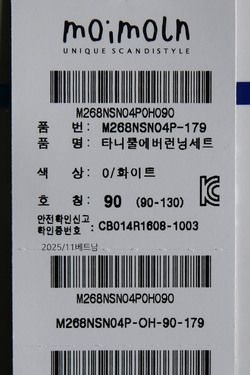 moimoln
UNIQUE SCANDISTYLE
M268NSN04P0H090
품 번: M268NSN04P-179
품 명: 타니쿨에버런닝세트
색 상: 0/화이트
호 칭: 90 (90-130)
안전확인신고
확인증번호: CB014R1608-1003
2025/11베트남
M268NSN04P0H090
M268NSN04P-OH-90-179